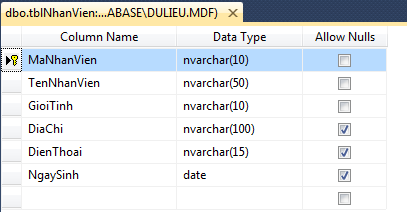 dbo.tblNhanVien:...ABASE\DULIEU.MDF)
Column Name Data Type Allow Nulls
MaNhanVien nvarchar(10)
TenNhanVien nvarchar(50)
GioiTinh nvarchar(10)
DiaChi nvarchar(100)
DienThoai nvarchar(15)
NgaySinh date